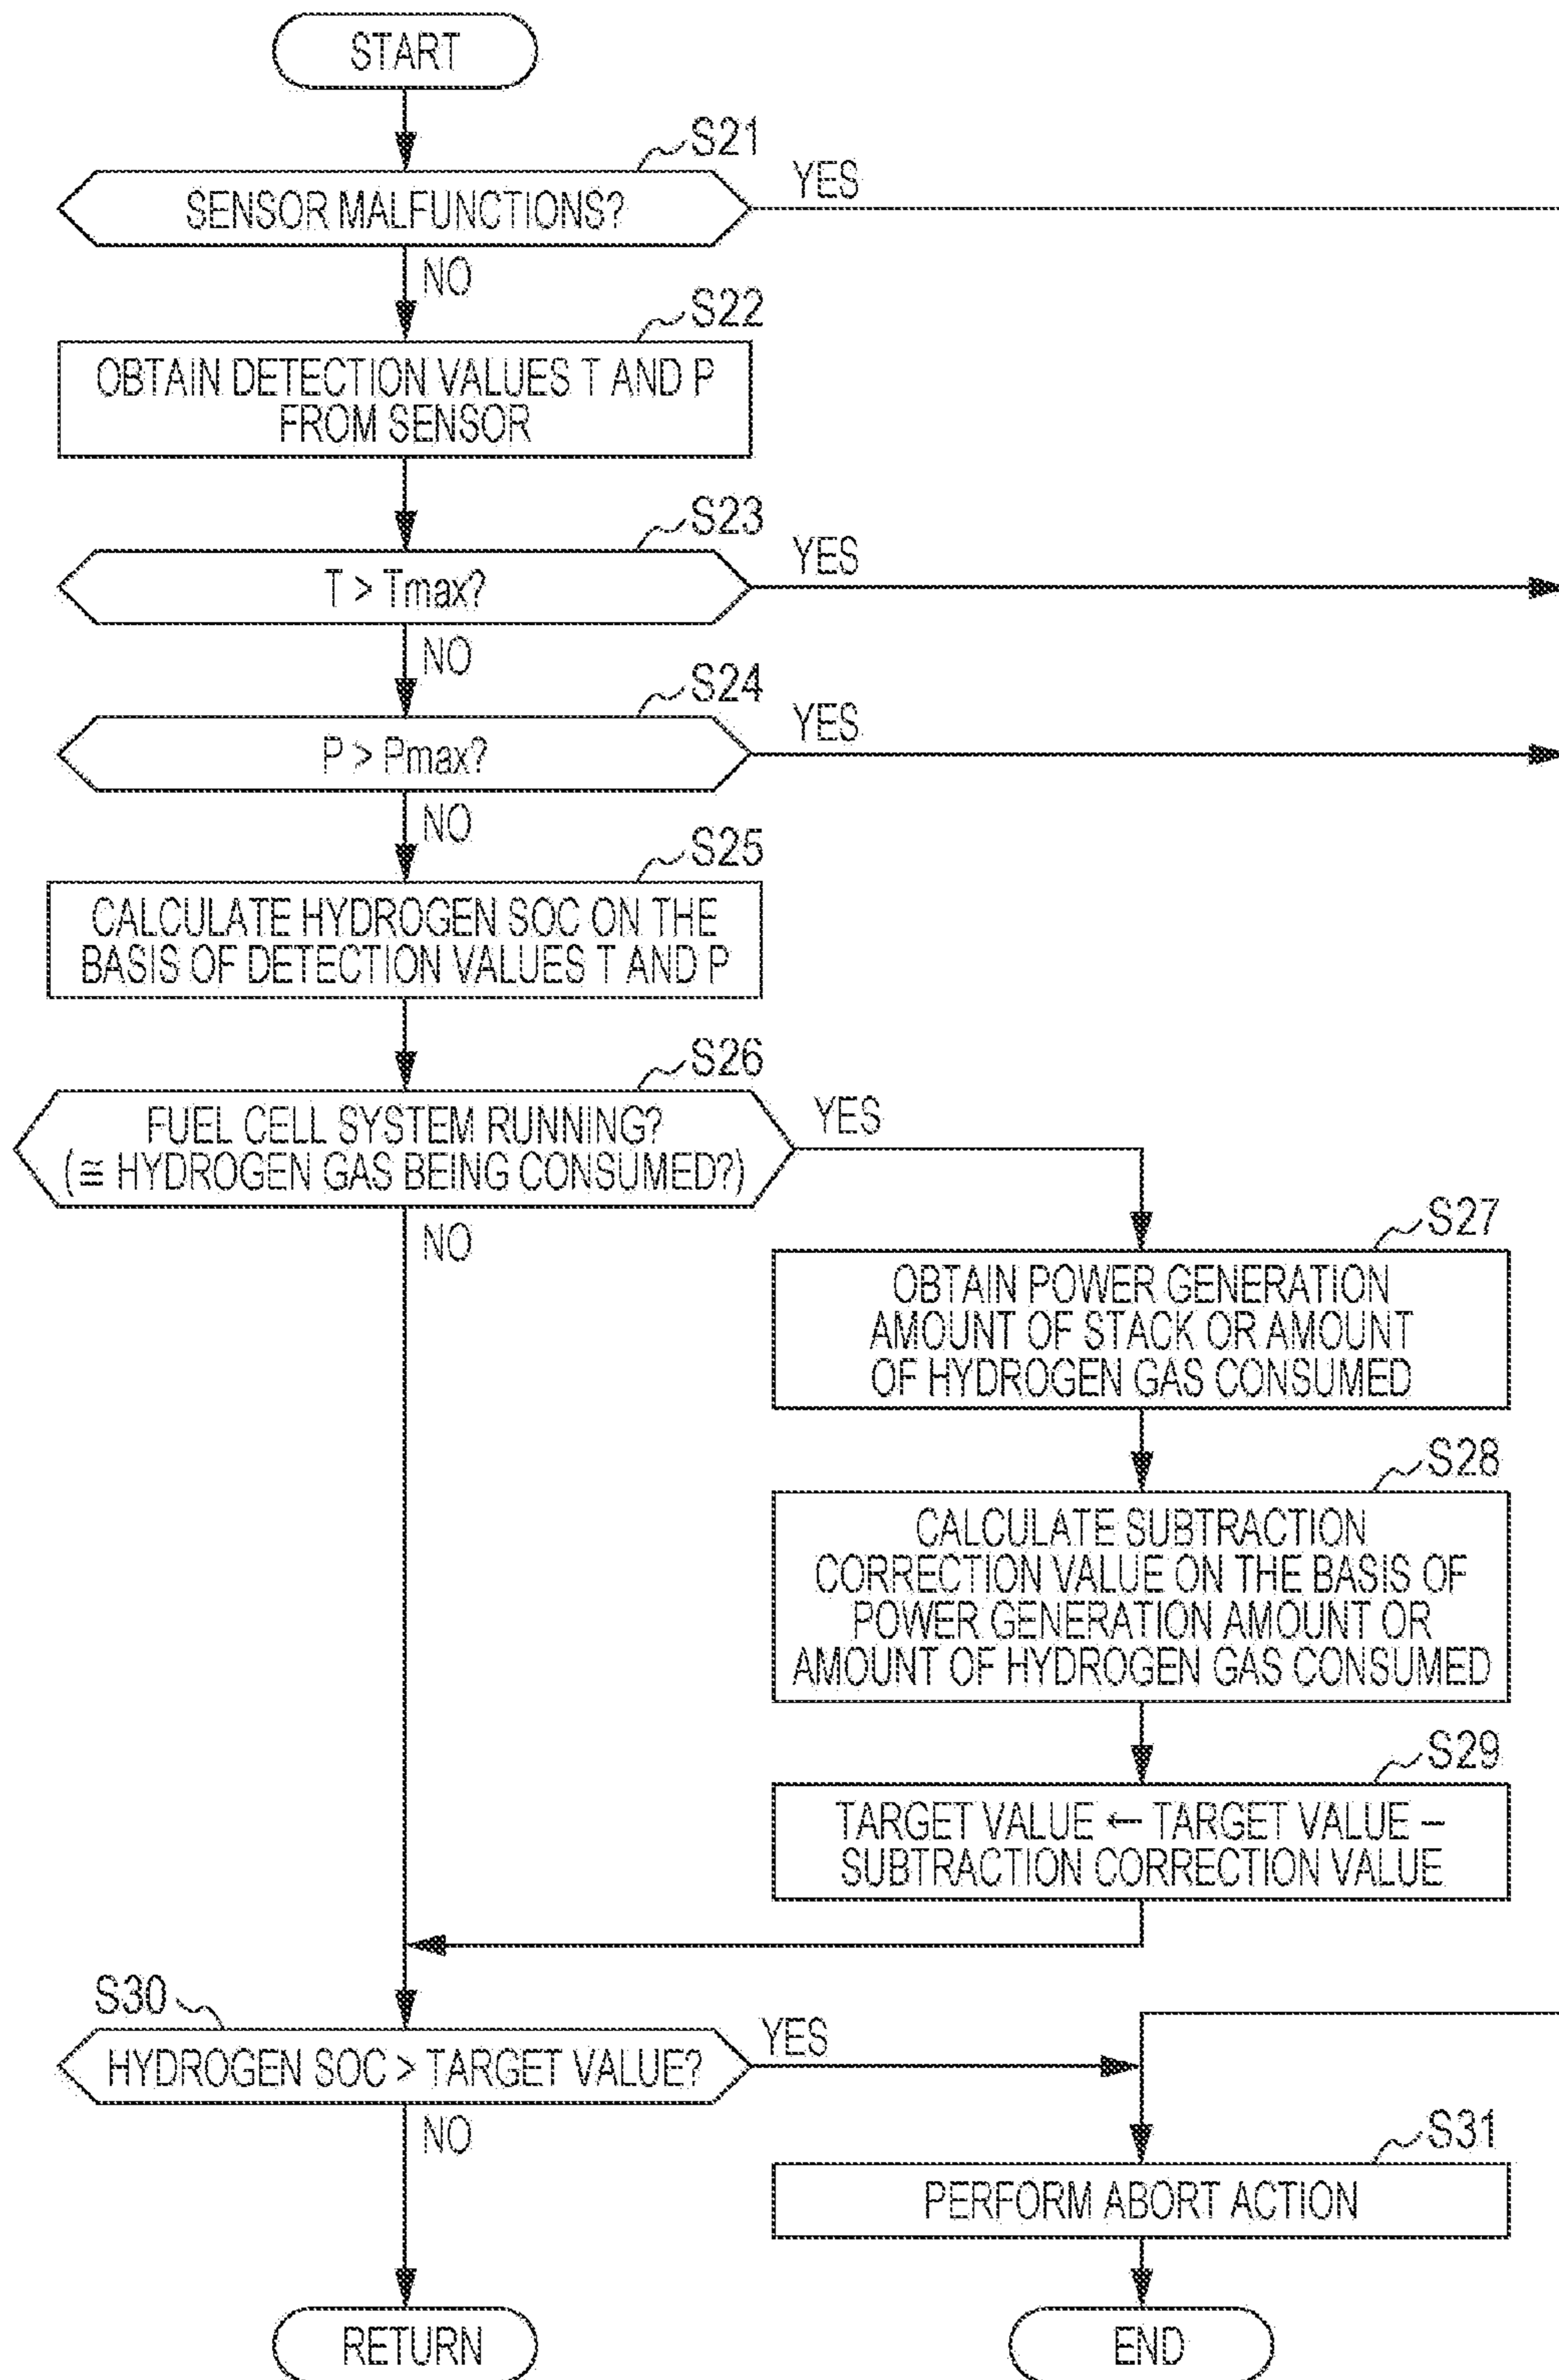 START
S21
SENSOR MALFUNCTIONS?
YES
NO
S22
OBTAIN DETECTION VALUES T AND P
FROM SENSOR
S23
T > Tmax?
YES
NO
S24
P > Pmax?
YES
NO
S25
CALCULATE HYDROGEN SOC ON THE
BASIS OF DETECTION VALUES T AND P
S26
FUEL CELL SYSTEM RUNNING?
(≅ HYDROGEN GAS BEING CONSUMED?)
YES
NO
S27
OBTAIN POWER GENERATION
AMOUNT OF STACK OR AMOUNT
OF HYDROGEN GAS CONSUMED
S28
CALCULATE SUBTRACTION
CORRECTION VALUE ON THE BASIS OF
POWER GENERATION AMOUNT OR
AMOUNT OF HYDROGEN GAS CONSUMED
S29
TARGET VALUE ← TARGET VALUE –
SUBTRACTION CORRECTION VALUE
S30
HYDROGEN SOC > TARGET VALUE?
YES
NO
S31
PERFORM ABORT ACTION
RETURN
END